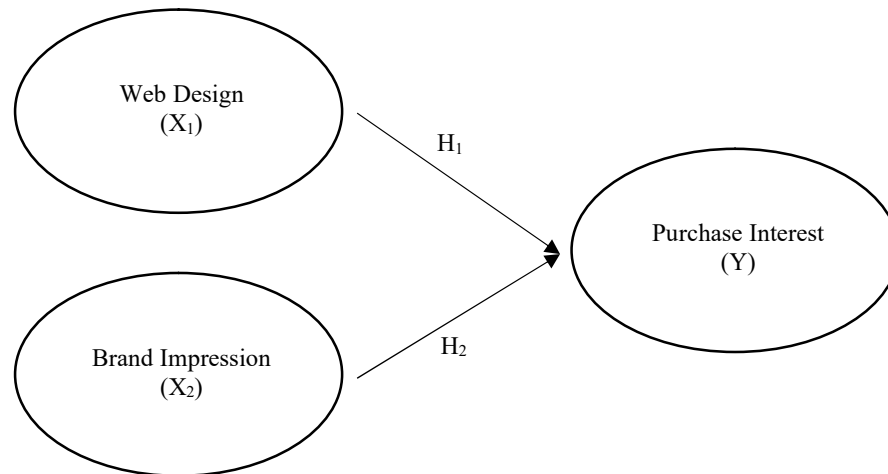 Web Design
(X₁)
H₁
Purchase Interest
(Y)
Brand Impression
(X₂)
H₂